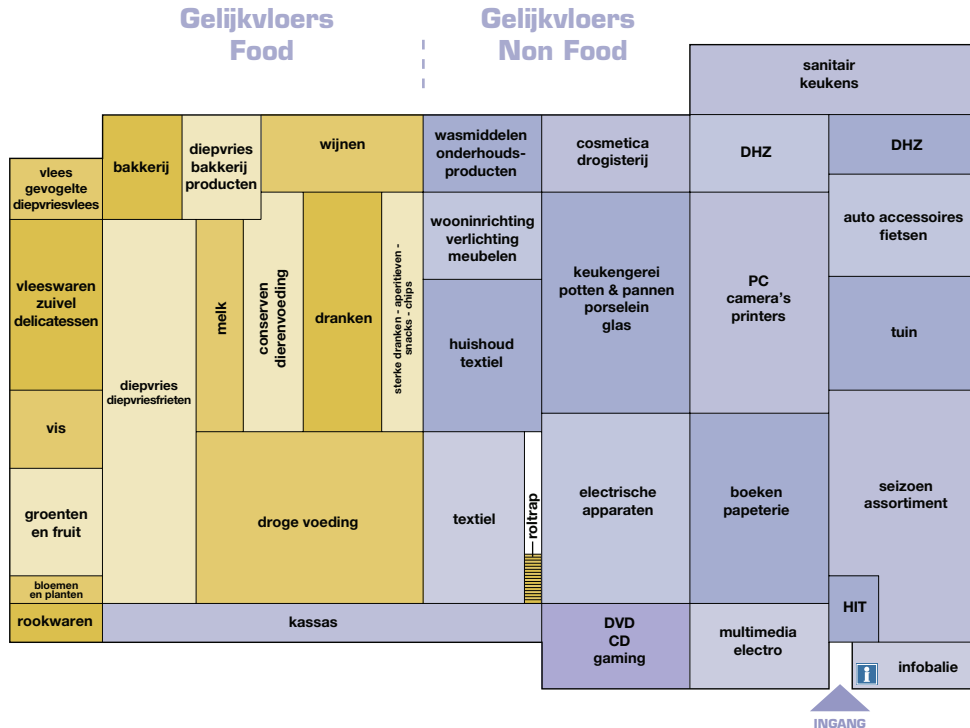 Gelijkvloers
Food
Gelijkvloers
Non Food
sanitair
keukens
vlees
gevogelte
diepvriesvlees
bakkerij
diepvries
bakkerij
producten
wijnen
wasmiddelen
onderhouds-
producten
cosmetica
drogisterij
DHZ
DHZ
vleeswaren
zuivel
delicatessen
diepvries
diepvriesfrieten
melk
conserven
dierenvoeding
dranken
sterke dranken - aperitieven -
snacks - chips
wooninrichting
verlichting
meubelen
huishoud
textiel
keukengerei
potten & pannen
porselein
glas
PC
camera's
printers
auto accessoires
fietsen
tuin
vis
groenten
en fruit
bloemen
en planten
droge voeding
textiel
roltrap
electrische
apparaten
boeken
papeterie
seizoen
assortiment
HIT
rookwaren
kassas
DVD
CD
gaming
multimedia
electro
i infobalie
INGANG